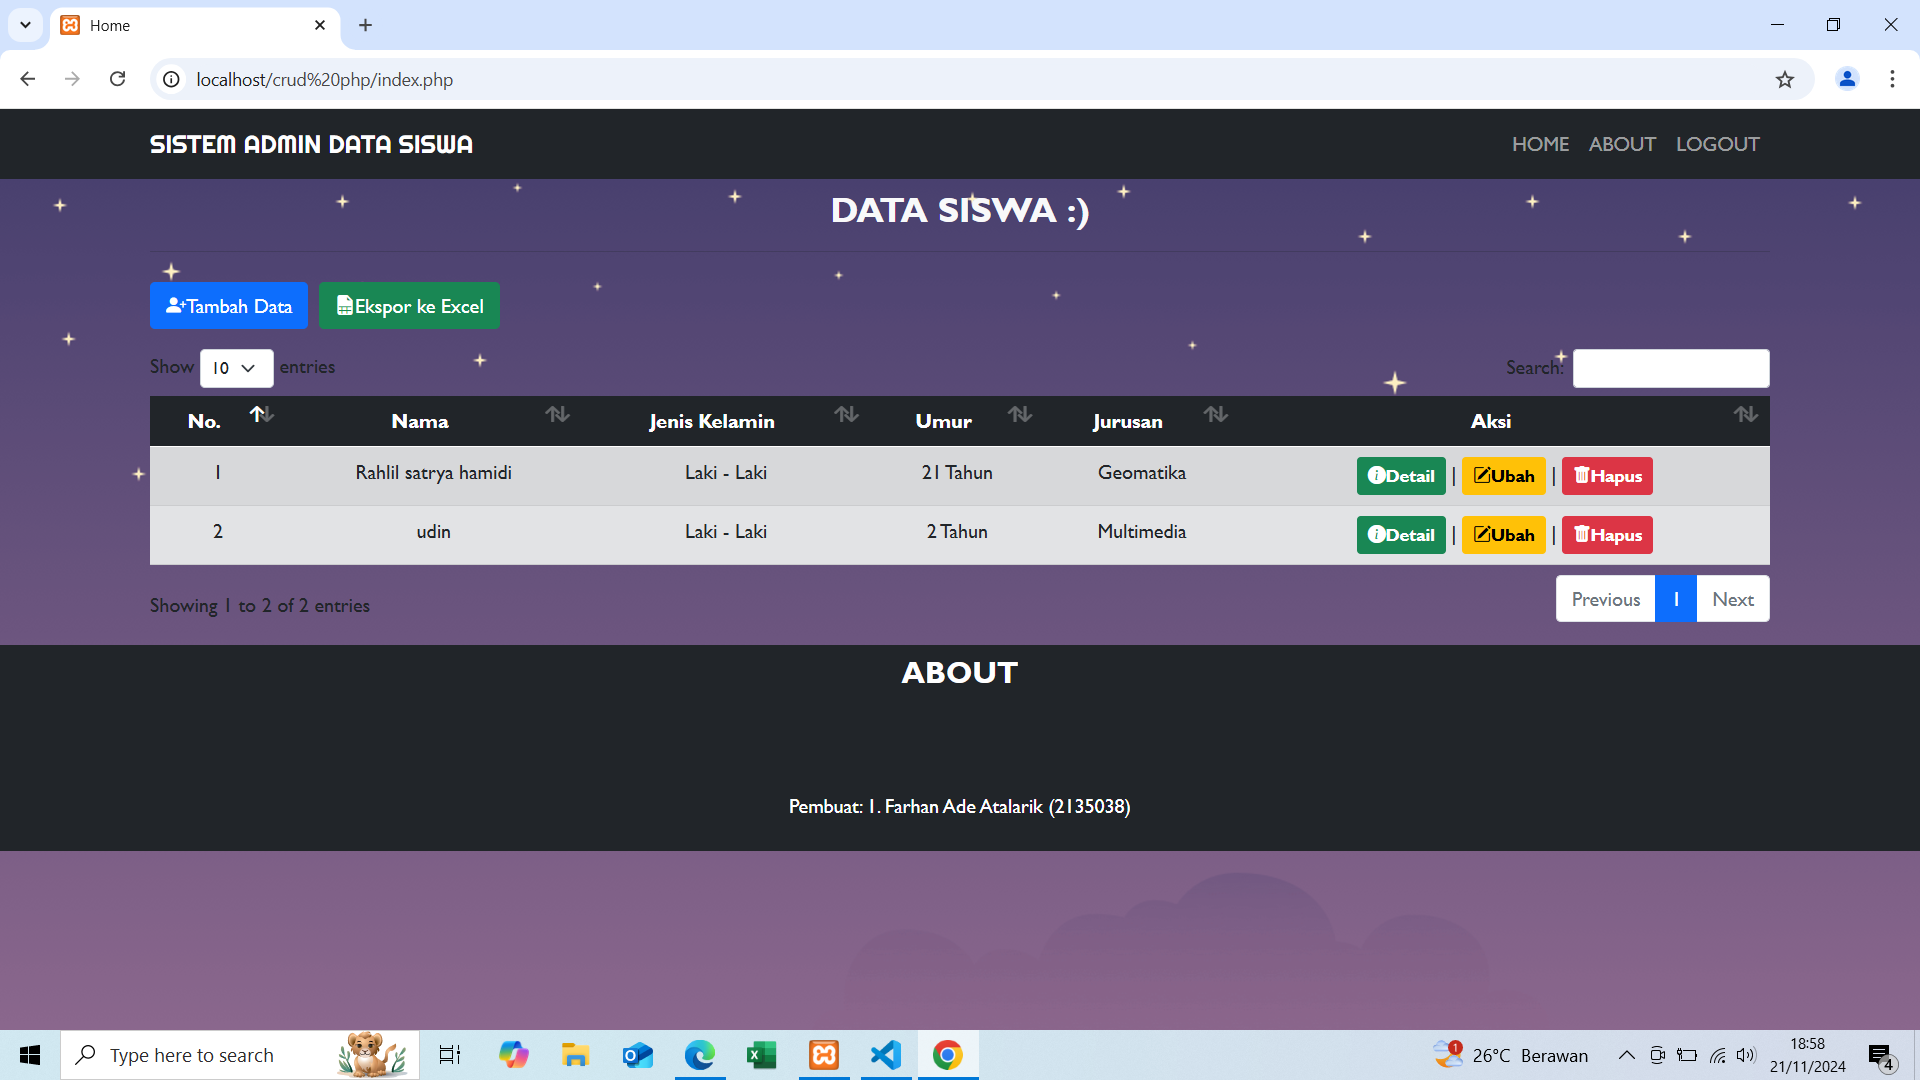 Home
localhost/crud%20php/index.php
SISTEM ADMIN DATA SISWA
HOME ABOUT LOGOUT
DATA SISWA :)
Tambah Data Ekspor ke Excel
Show 10 entries Search:
No. Nama Jenis Kelamin Umur Jurusan Aksi
1 Rahlil satrya hamidi Laki - Laki 21 Tahun Geomatika Detail | Ubah | Hapus
2 udin Laki - Laki 2 Tahun Multimedia Detail | Ubah | Hapus
Showing 1 to 2 of 2 entries Previous 1 Next
ABOUT
Pembuat: 1. Farhan Ade Atalarik (2135038)
Type here to search
1 26°C Berawan
18:58
21/11/2024
4